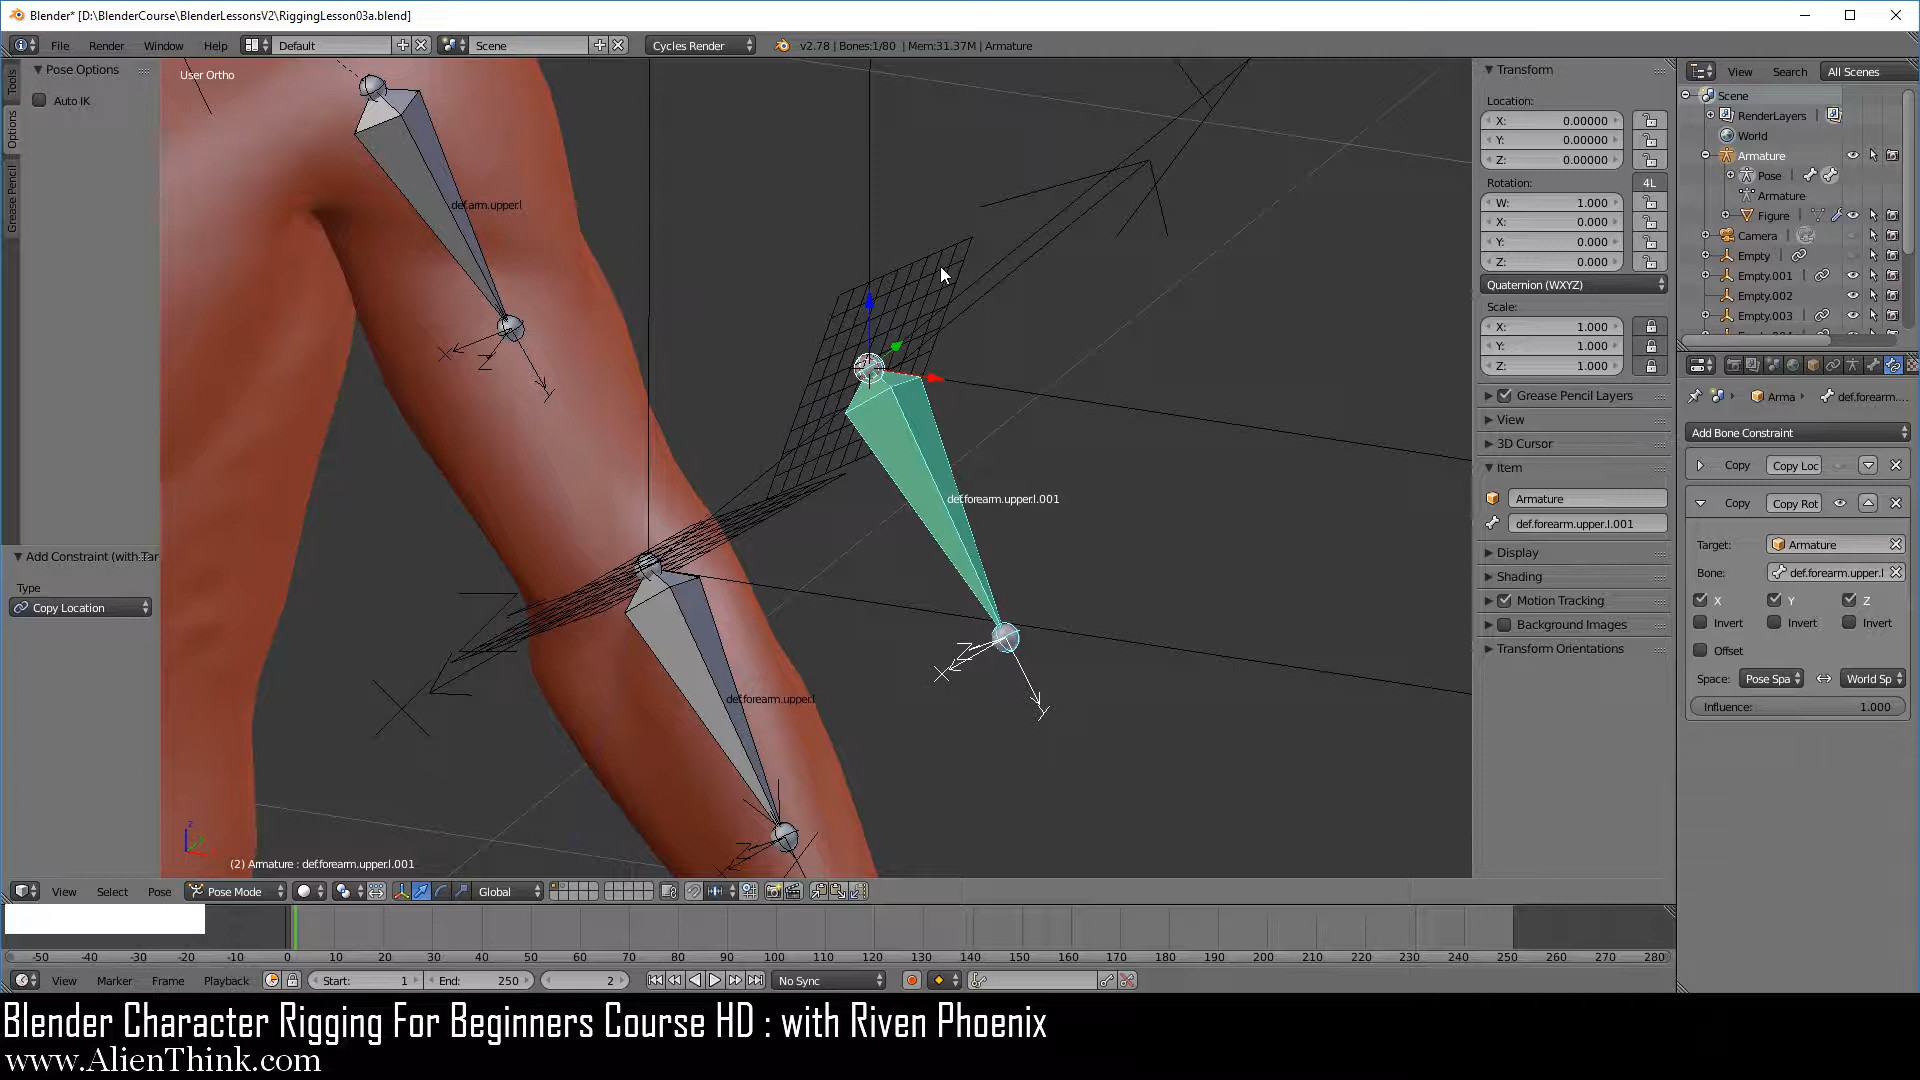 Blender* [D:\BlenderCourse\BlenderLessonsV2\RiggingLesson03a.blend]
File Render Window Help Default Scene Cycles Render v2.78 | Bones:1/80 | Mem:31.37M | Armature
Tools
Options
Grease Pencil
Pose Options
Auto IK
Add Constraint (with Tar
Type
Copy Location
User Ortho
def.arm.upper.l
def.forearm.upper.l.001
def.forearm.upper.l
X
Z
Y
X
Z
Y
Z
(2) Armature : def.forearm.upper.l.001
Transform
Location:
X: 0.00000
Y: 0.00000
Z: 0.00000
Rotation: 4L
W: 1.000
X: 0.000
Y: 0.000
Z: 0.000
Quaternion (WXYZ)
Scale:
X: 1.000
Y: 1.000
Z: 1.000
Grease Pencil Layers
View
3D Cursor
Item
Armature
def.forearm.upper.l.001
Display
Shading
Motion Tracking
Background Images
Transform Orientations
View Search All Scenes
Scene
RenderLayers
World
Armature
Pose
Armature
Figure
Camera
Empty
Empty.001
Empty.002
Empty.003
Arma def.forearm....
Add Bone Constraint
Copy Copy Loc
Copy Copy Rot
Target: Armature
Bone: def.forearm.upper.l
X Y Z
Invert Invert Invert
Offset
Space: Pose Spa World Sp
Influence: 1.000
View Select Pose Pose Mode Global
-50 -40 -30 -20 -10 0 10 20 30 40 50 60 70 80 90 100 110 120 130 140 150 160 170 180 190 200 210 220 230 240 250 260 270 280
View Marker Frame Playback Start: 1 End: 250 2 No Sync
Blender Character Rigging For Beginners Course HD : with Riven Phoenix
www.AlienThink.com